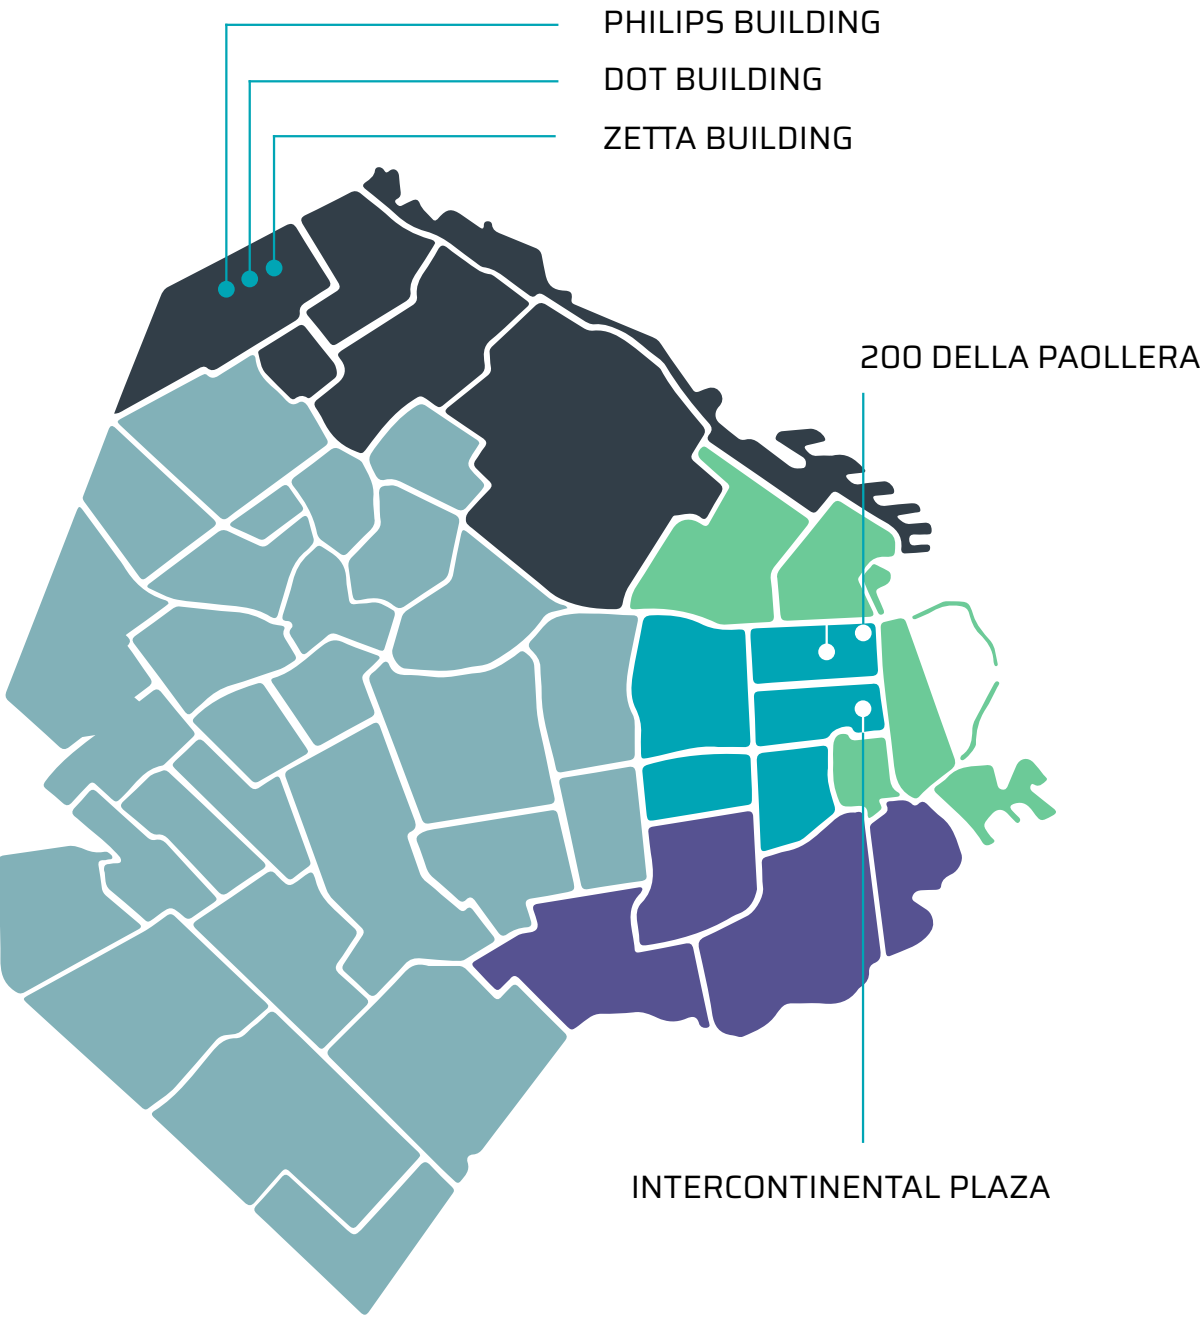 PHILIPS BUILDING
DOT BUILDING
ZETTA BUILDING
200 DELLA PAOLLERA
INTERCONTINENTAL PLAZA